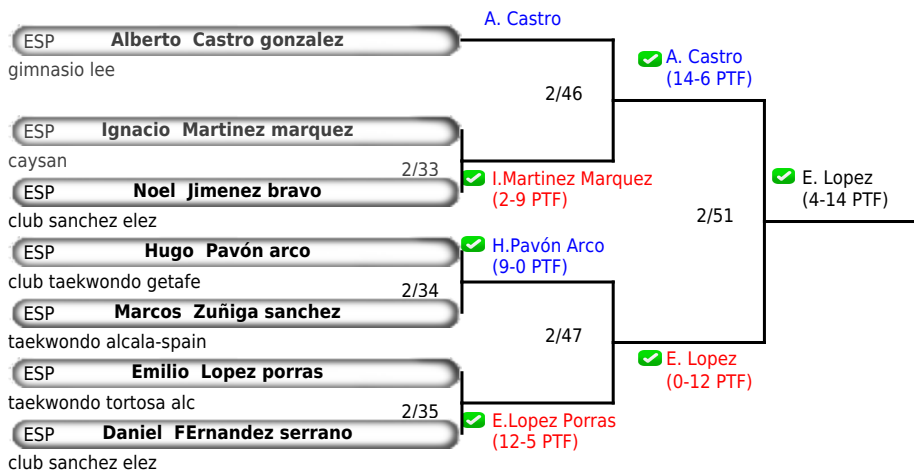 A. Castro
ESP Alberto Castro gonzalez
gimnasio lee
A. Castro
(14-6 PTF)
2/46
ESP Ignacio Martinez marquez
caysan
2/33
I.Martinez Marquez
(2-9 PTF)
ESP Noel Jimenez bravo
club sanchez elez
E. Lopez
(4-14 PTF)
2/51
ESP Hugo Pavón arco
H.Pavón Arco
(9-0 PTF)
club taekwondo getafe
2/34
ESP Marcos Zuñiga sanchez
taekwondo alcala-spain
2/47
E. Lopez
(0-12 PTF)
ESP Emilio Lopez porras
taekwondo tortosa alc
2/35
E.Lopez Porras
(12-5 PTF)
ESP Daniel FErnandez serrano
club sanchez elez